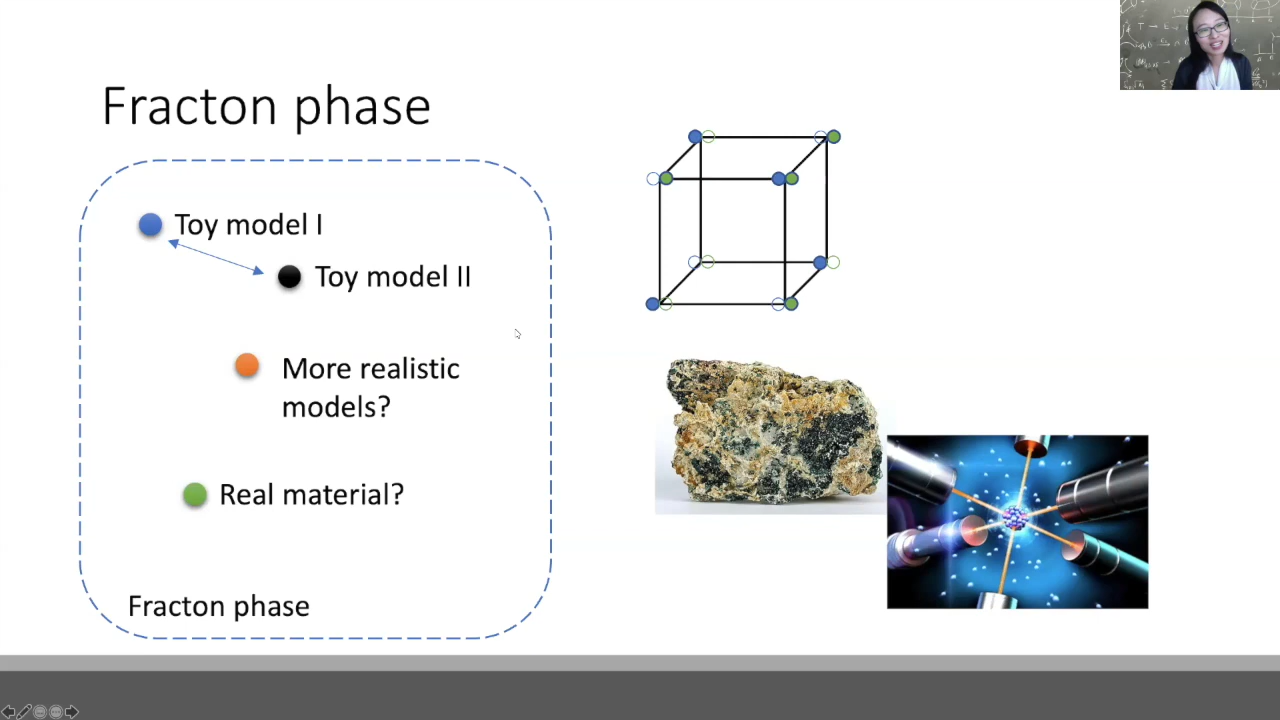 Fracton phase
Toy model I
Toy model II
More realistic
models?
Real material?
Fracton phase